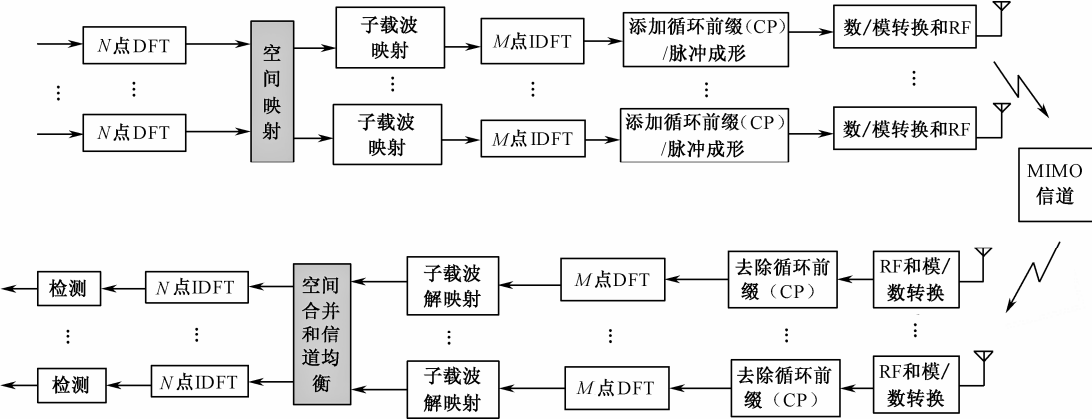 N点DFT
空间映射
子载波
映射
M点IDFT
添加循环前缀(CP)
/脉冲成形
数/模转换和RF
N点DFT
子载波
映射
M点IDFT
添加循环前缀(CP)
/脉冲成形
数/模转换和RF
MIMO
信道
检测
N点IDFT
空间
合并
和信
道均
衡
子载波
解映射
M点DFT
去除循环前
缀（CP）
RF和模/
数转换
检测
N点IDFT
子载波
解映射
M点DFT
去除循环前
缀（CP）
RF和模/
数转换